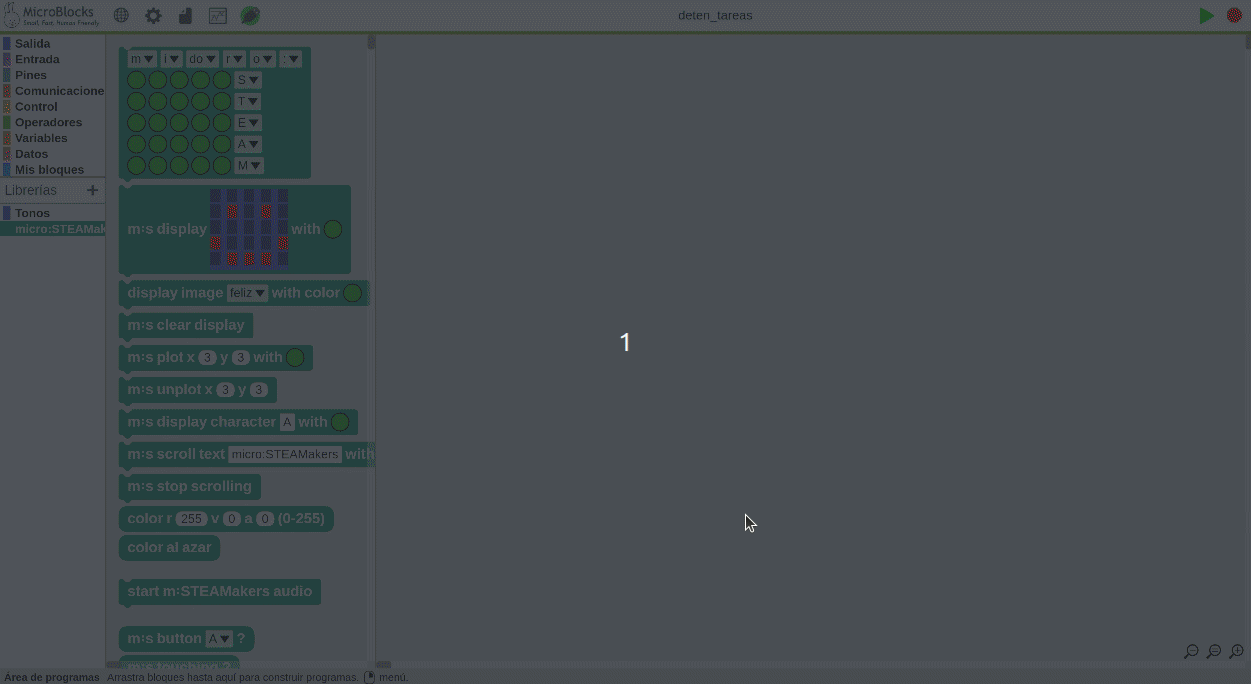 MicroBlocks
Small, Fast, Human Friendly
deten_tareas
Salida
Entrada
Pines
Comunicacione
Control
Operadores
Variables
Datos
Mis bloques
Librerías +
Tonos
micro:STEAMak
m i do r o :
S
T
E
A
M
m:s display with
display image feliz with color
m:s clear display
m:s plot x 3 y 3 with
m:s unplot x 3 y 3
m:s display character A with
m:s scroll text micro:STEAMakers with
m:s stop scrolling
color r 255 v 0 a 0 (0-255)
color al azar
start m:STEAMakers audio
m:s button A ?
m:s touching ?
1
Área de programas Arrastra bloques hasta aquí para construir programas. menú.